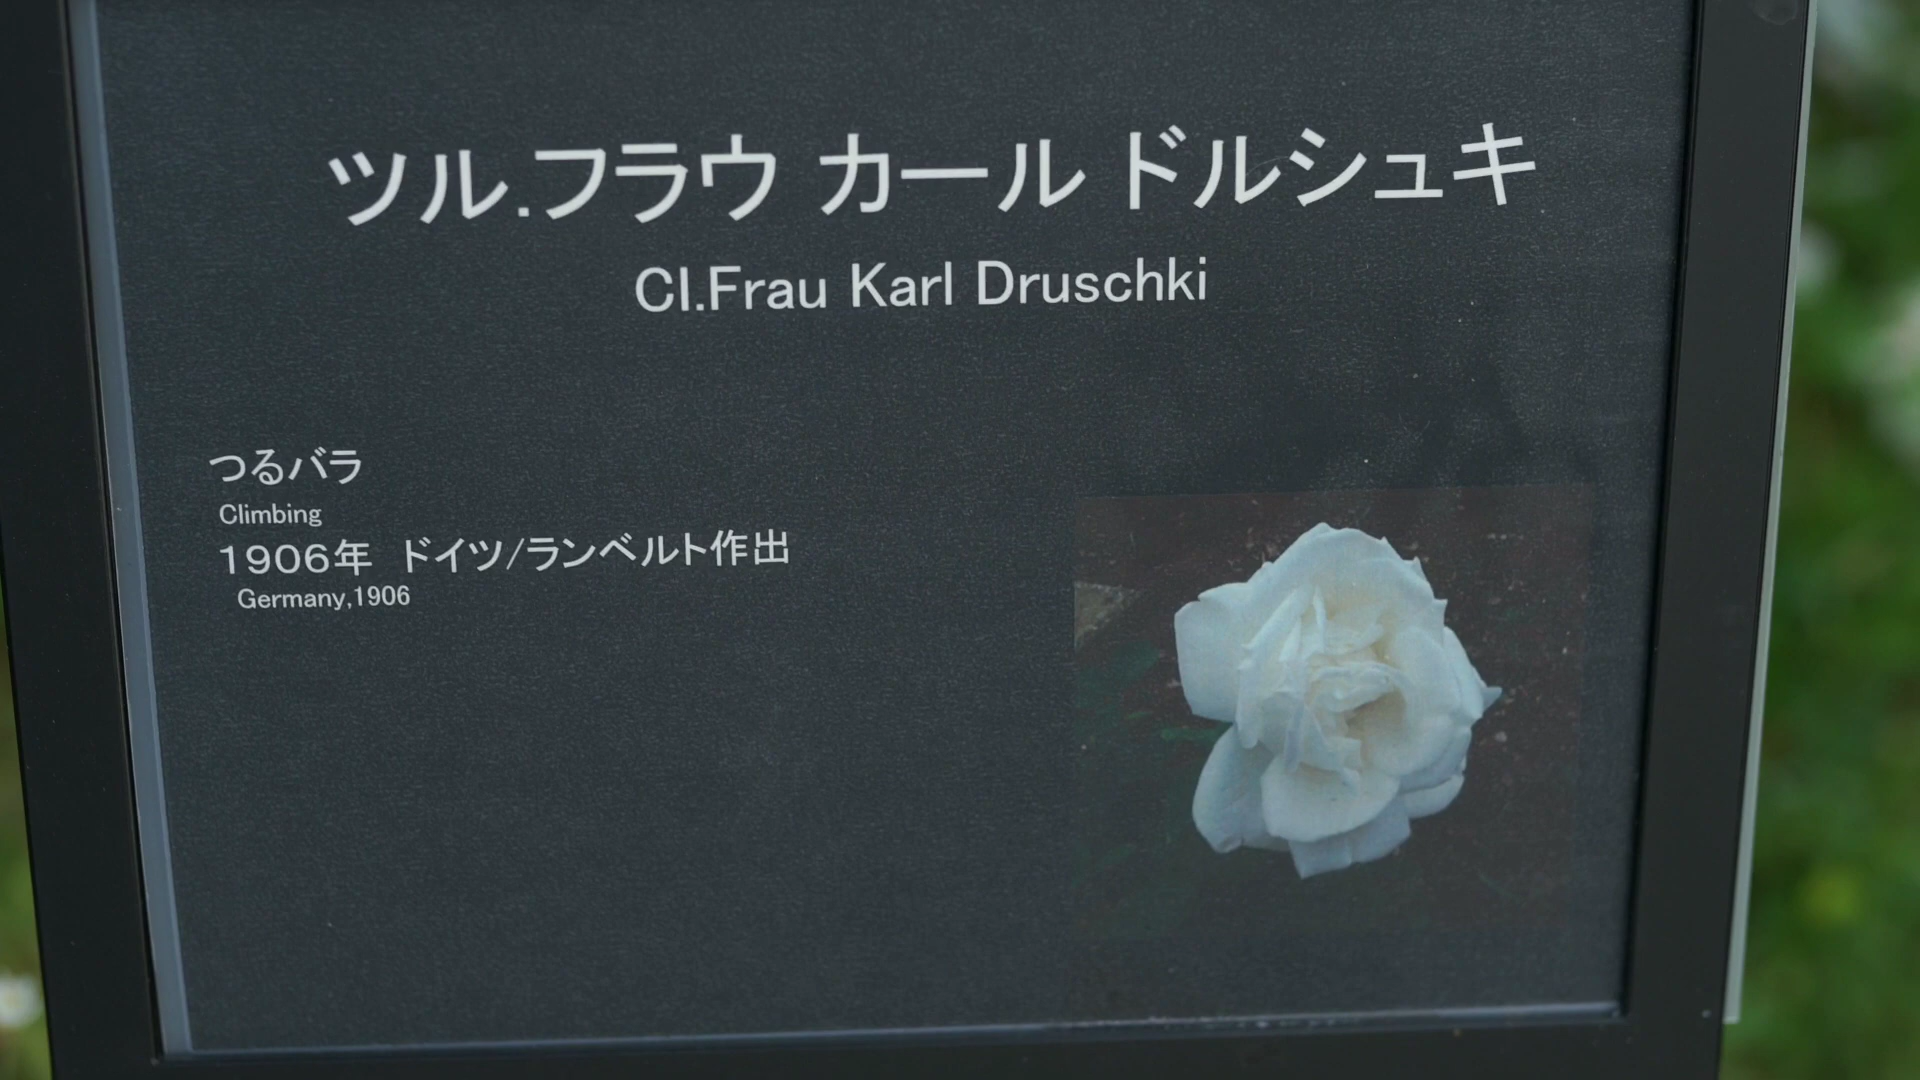 ツル.フラウ カール ドルシュキ
Cl.Frau Karl Druschki
つるバラ
Climbing
1906年 ドイツ/ランベルト作出
Germany,1906